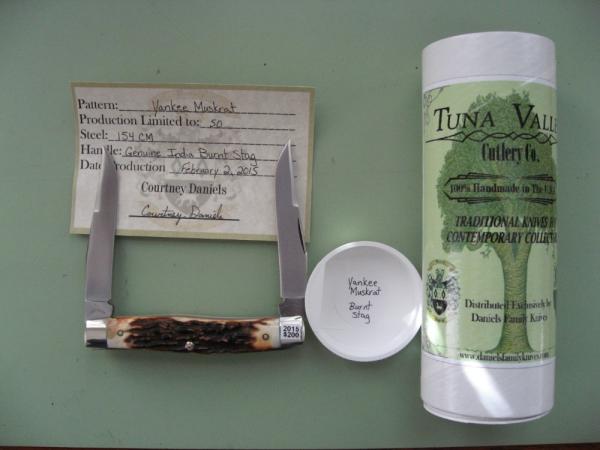 Pattern: Yankee Muskrat
Production Limited to: 50
Steel: 154 CM
Handle: Genuine India Burnt Stag
Date Production February 2, 2015
Courtney Daniels
Courtney Daniels
2015
$200
Yankee
Muskrat
Burnt
Stag
TUNA VALLE
Cutlery Co.
100% Handmade in The U.S.
TRADITIONAL KNIVES
CONTEMPORARY COLLEC
Distributed Exclusively by
Daniels Family Knives
www.danielsfamilyknives.com